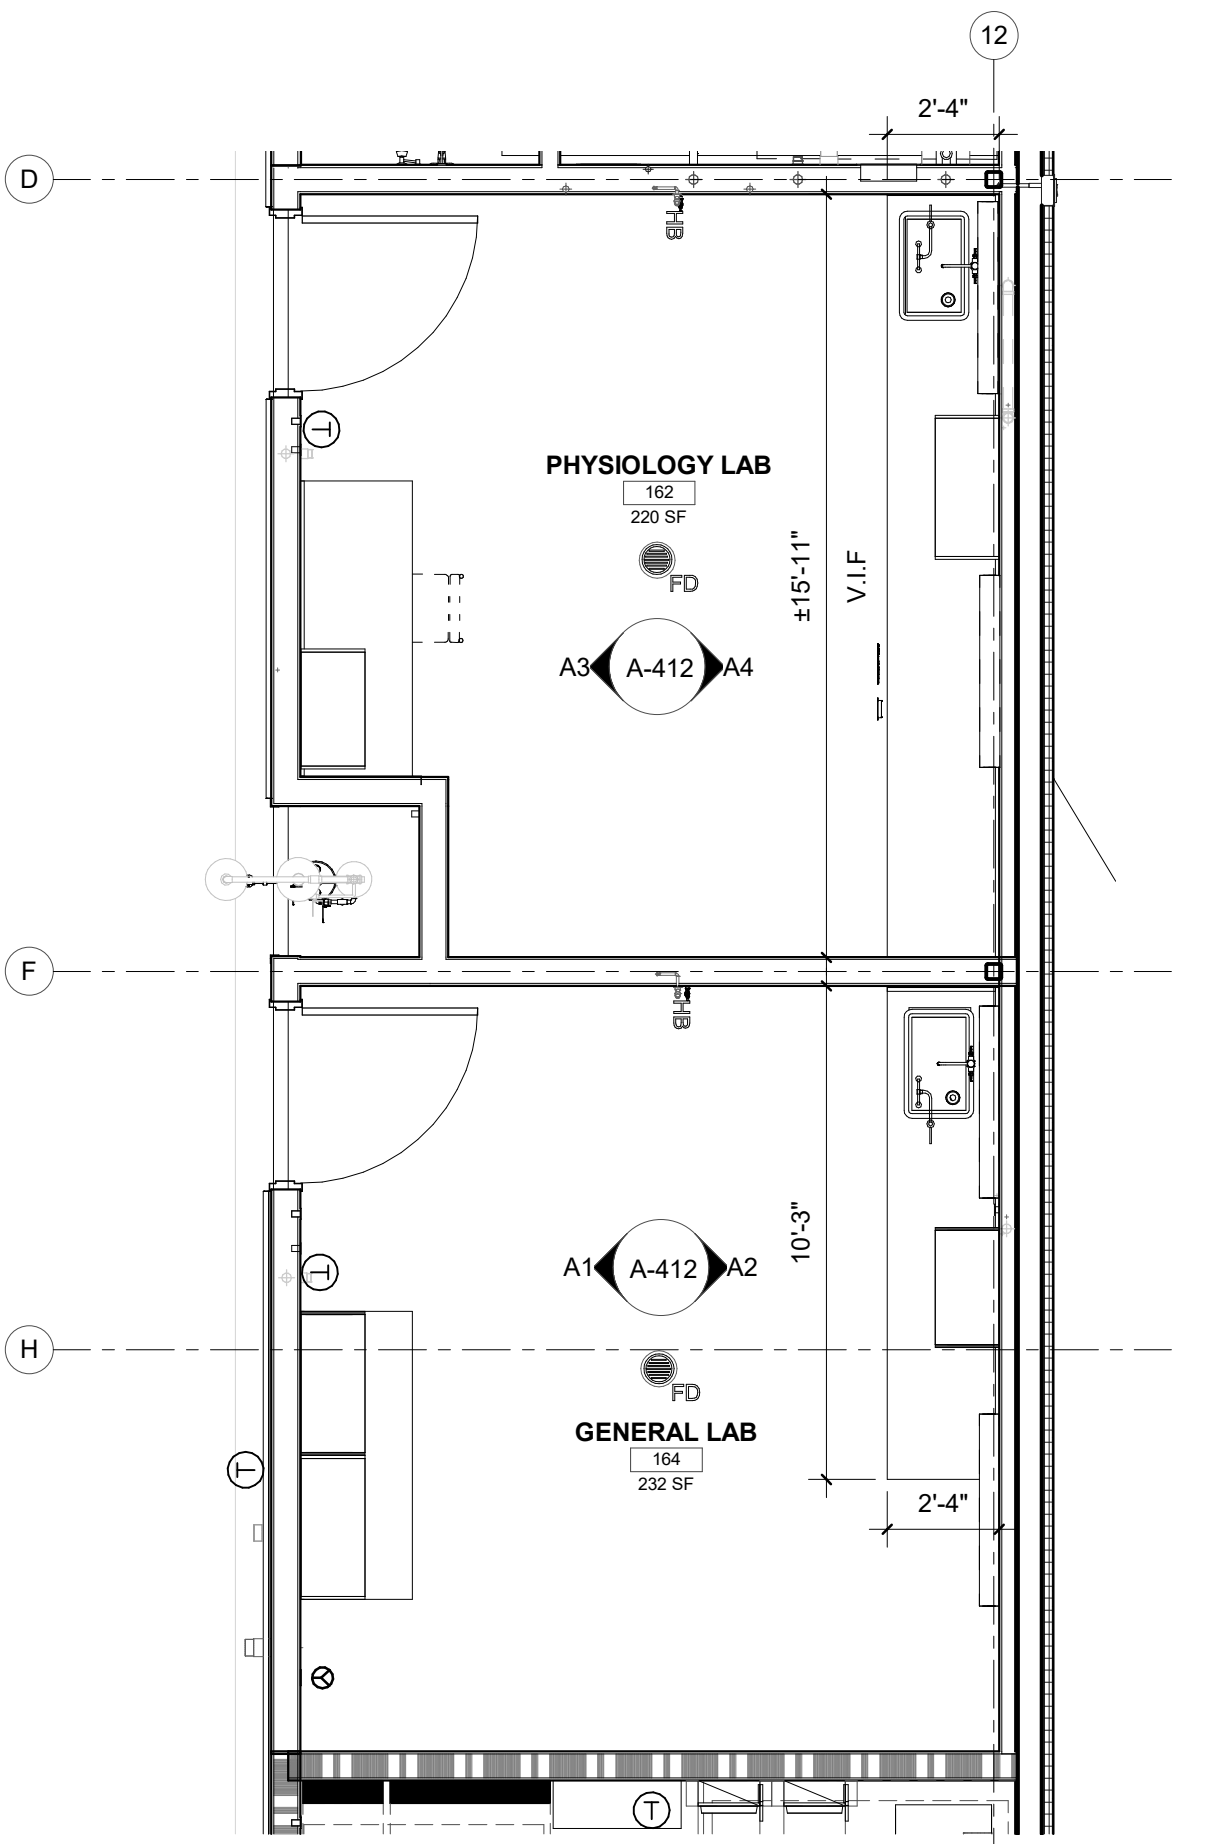 12
2'-4"
D
HB
T
PHYSIOLOGY LAB
162
220 SF
±15'-11"
V.I.F
FD
A3
A-412
A4
F
HB
10'-3"
A1
A-412
A2
T
H
FD
GENERAL LAB
164
232 SF
T
2'-4"
T